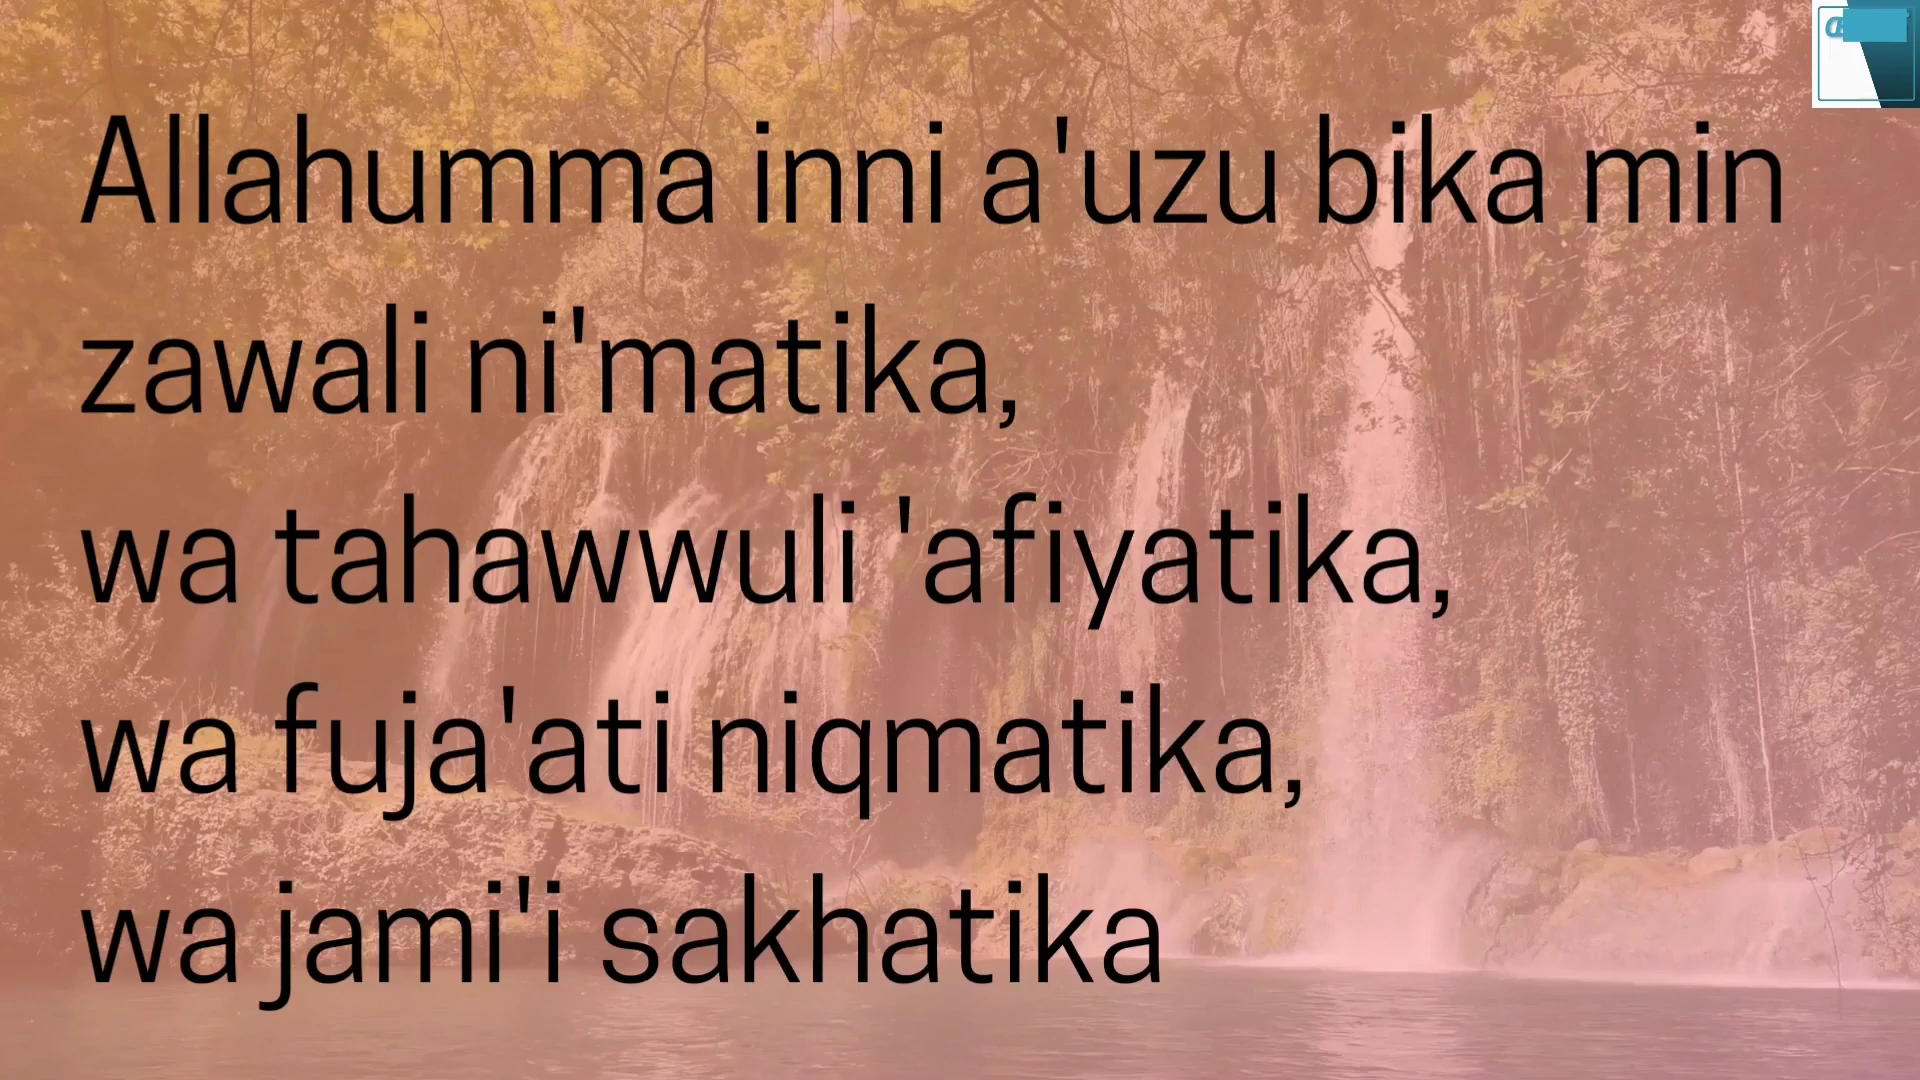 Allahumma inni a'uzu bika min
zawali ni'matika,
wa tahawwuli 'afiyatika,
wa fuja'ati niqmatika,
wa jami'i sakhatika